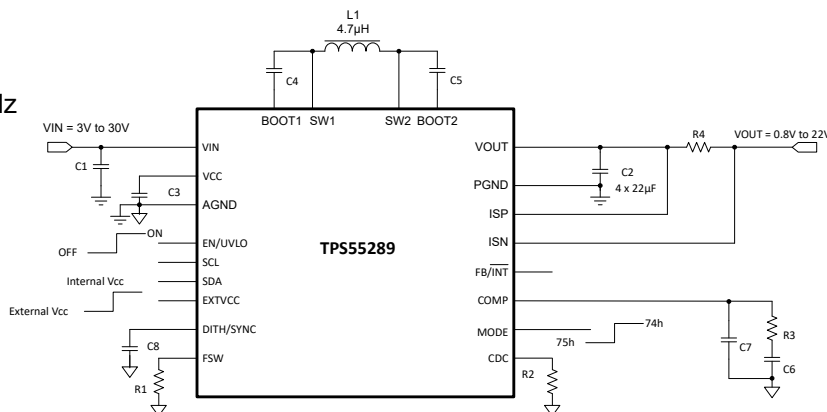 L1
4.7µH
C4
C5
lz
BOOT1 SW1 SW2 BOOT2
VIN = 3V to 30V
VIN
VOUT
R4
VOUT = 0.8V to 22V
C1
VCC
C2
4 x 22µF
C3
PGND
AGND
ISP
ON
OFF
EN/UVLO
TPS55289
ISN
SCL
FB/INT
Internal Vcc
SDA
External Vcc
EXTVCC
COMP
DITH/SYNC
MODE
74h
75h
C7
R3
C8
FSW
CDC
R2
C6
R1